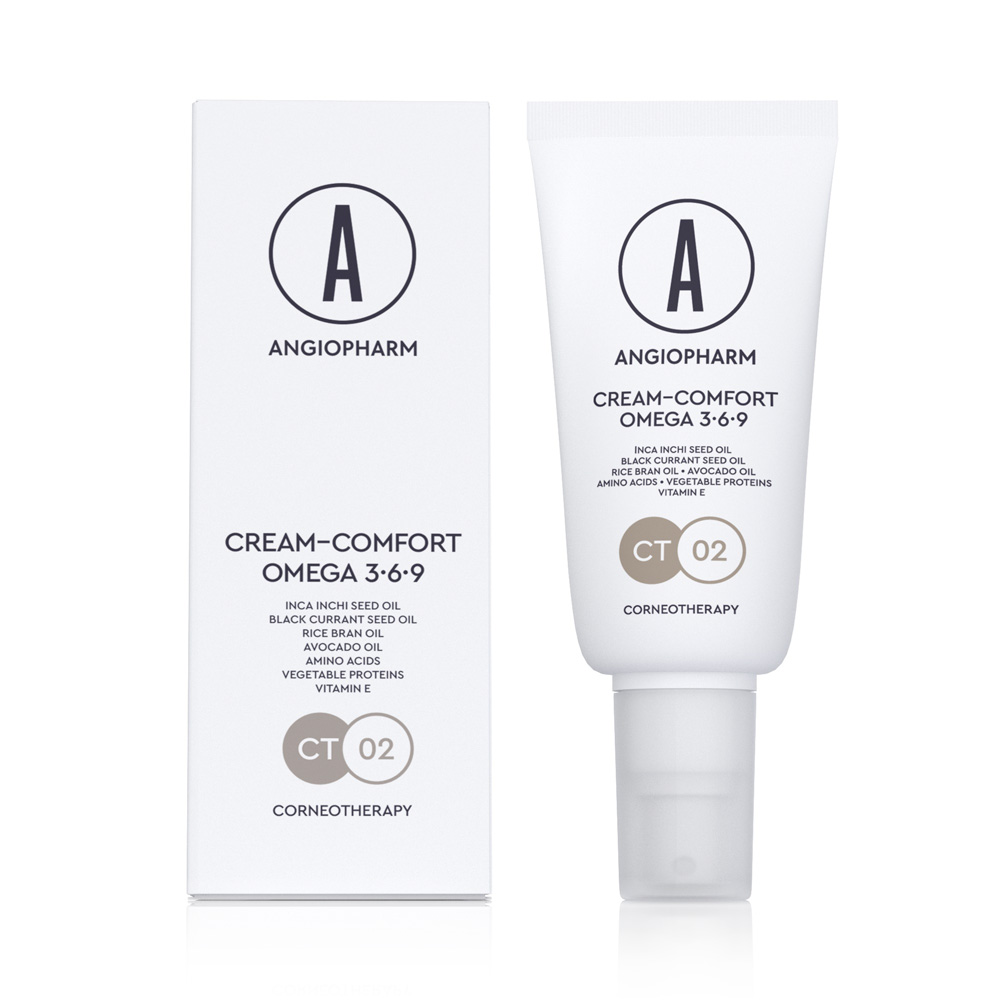 A
ANGIOPHARM
CREAM–COMFORT
OMEGA 3•6•9
INCA INCHI SEED OIL
BLACK CURRANT SEED OIL
RICE BRAN OIL
AVOCADO OIL
AMINO ACIDS
VEGETABLE PROTEINS
VITAMIN E
CT 02
CORNEOTHERAPY
A
ANGIOPHARM
CREAM–COMFORT
OMEGA 3•6•9
INCA INCHI SEED OIL
BLACK CURRANT SEED OIL
RICE BRAN OIL • AVOCADO OIL
AMINO ACIDS • VEGETABLE PROTEINS
VITAMIN E
CT 02
CORNEOTHERAPY